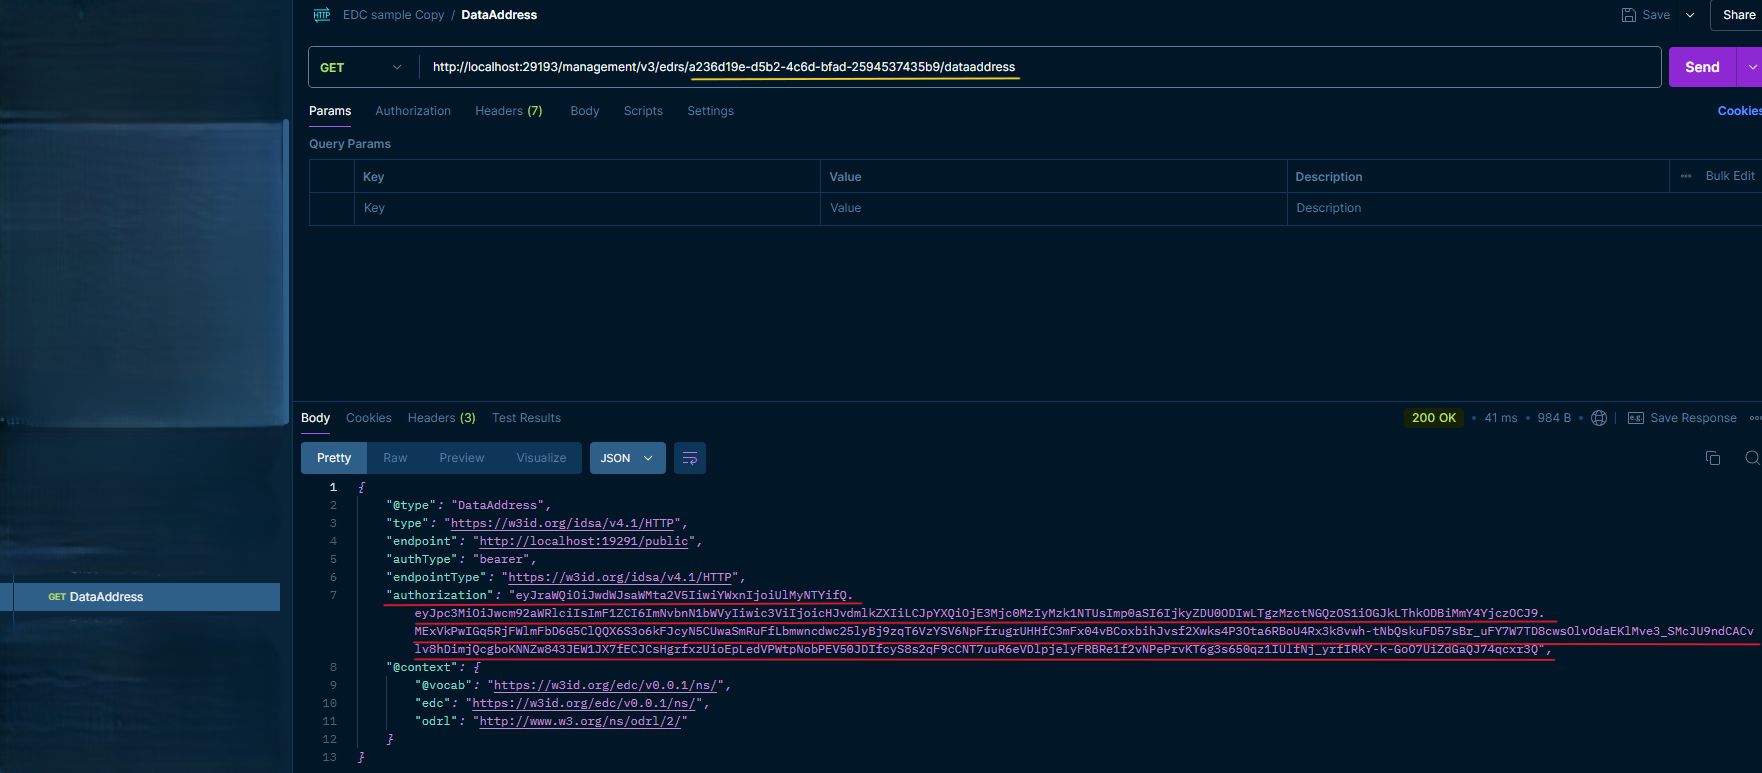 HTTP EDC sample Copy / DataAddress Save Share
GET http://localhost:29193/management/v3/edrs/a236d19e-d5b2-4c6d-bfad-2594537435b9/dataaddress Send
Params Authorization Headers (7) Body Scripts Settings Cookies
Query Params
Key Value Description ••• Bulk Edit
Key Value Description
Body Cookies Headers (3) Test Results 200 OK • 41 ms • 984 B • e.g. Save Response •••
Pretty Raw Preview Visualize JSON
1 {
2 "@type": "DataAddress",
3 "type": "https://w3id.org/idsa/v4.1/HTTP",
4 "endpoint": "http://localhost:19291/public",
5 "authType": "bearer",
6 "endpointType": "https://w3id.org/idsa/v4.1/HTTP",
GET DataAddress
7 "authorization": "eyJraWQiOiJwdWJsaWMta2V5IiwiYWxnIjoiUlMyNTYifQ.
8 "@context": {
9 "@vocab": "https://w3id.org/edc/v0.0.1/ns/",
10 "edc": "https://w3id.org/edc/v0.0.1/ns/",
11 "odrl": "http://www.w3.org/ns/odrl/2/"
12 }
13 }